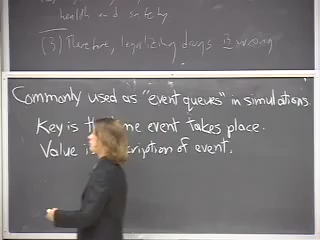 health and safety
(3) Therefore, legalizing drugs is wrong
Commonly used as "event queues" in simulations.
Key is time event takes place.
Value is description of event.